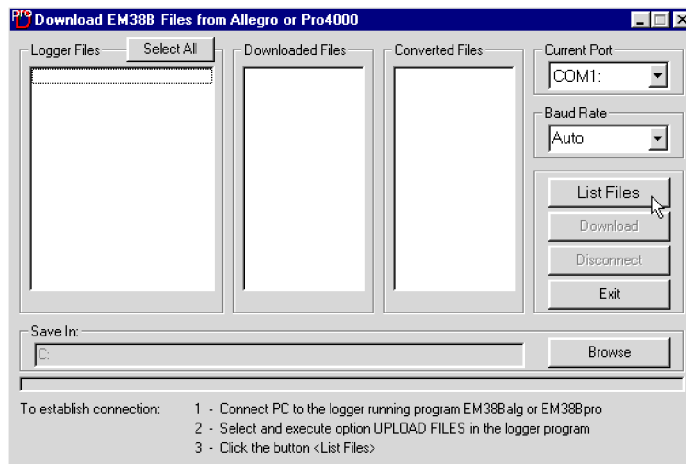 Pro Download EM38B Files from Allegro or Pro4000
Logger Files Select All Downloaded Files Converted Files Current Port
COM1:
Baud Rate
Auto
List Files
Download
Disconnect
Exit
Save In:
C:
Browse
To establish connection: 1 - Connect PC to the logger running program EM38Balg or EM38Bpro
2 - Select and execute option UPLOAD FILES in the logger program
3 - Click the button <List Files>